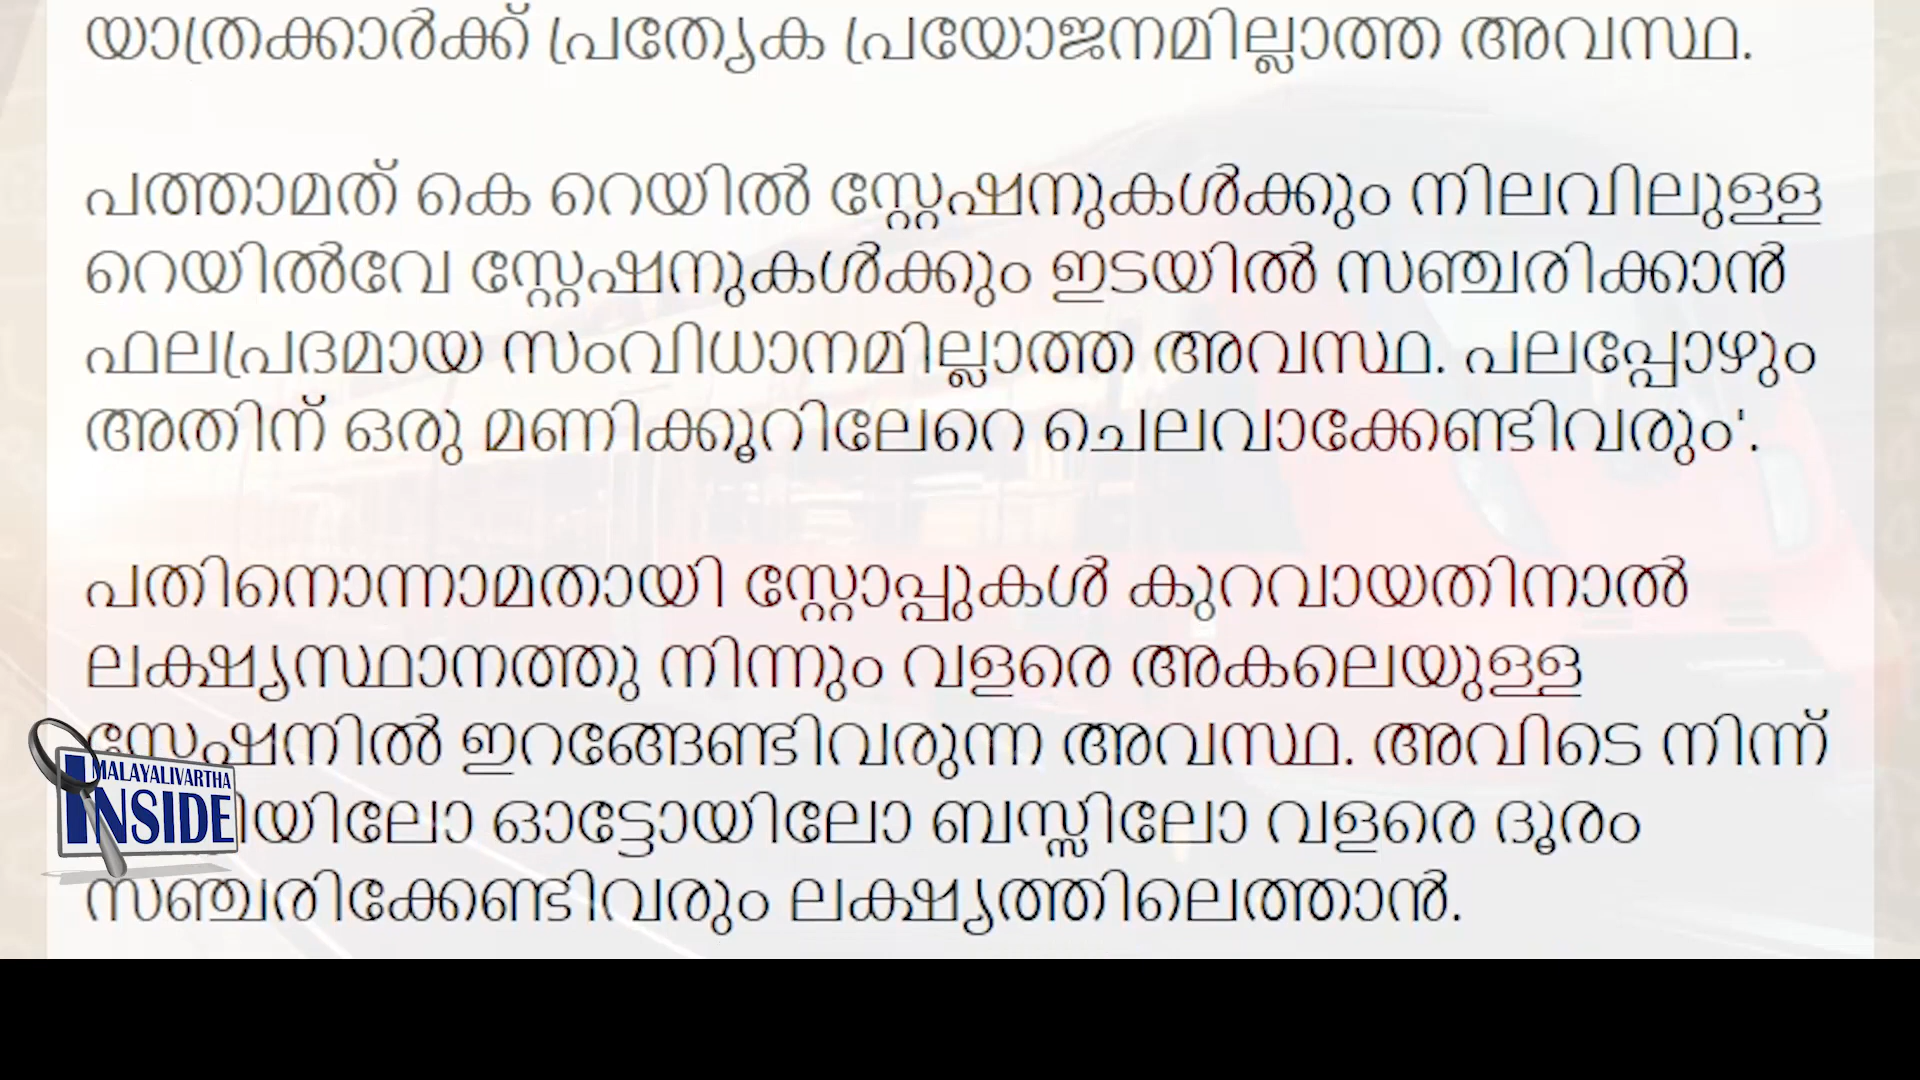 യാത്രക്കാർക്ക് പ്രത്യേക പ്രയോജനമില്ലാത്ത അവസ്ഥ.
പത്താമത് കെ റെയിൽ സ്റ്റേഷനുകൾക്കും നിലവിലുള്ള
റെയിൽവേ സ്റ്റേഷനുകൾക്കും ഇടയിൽ സഞ്ചരിക്കാൻ
ഫലപ്രദമായ സംവിധാനമില്ലാത്ത അവസ്ഥ. പലപ്പോഴും
അതിന് ഒരു മണിക്കൂറിലേറെ ചെലവാക്കേണ്ടിവരും'.
പതിനൊന്നാമതായി സ്റ്റോപ്പുകൾ കുറവായതിനാൽ
ലക്ഷ്യസ്ഥാനത്തു നിന്നും വളരെ അകലെയുള്ള
ഇറങ്ങേണ്ടിവരുന്ന അവസ്ഥ. അവിടെ നിന്ന്
MALAYALIVARTHA
INSIDE
ഓട്ടോയിലോ ബസ്സിലോ വളരെ ദൂരം
സഞ്ചരിക്കേണ്ടിവരും ലക്ഷ്യത്തിലെത്താൻ.